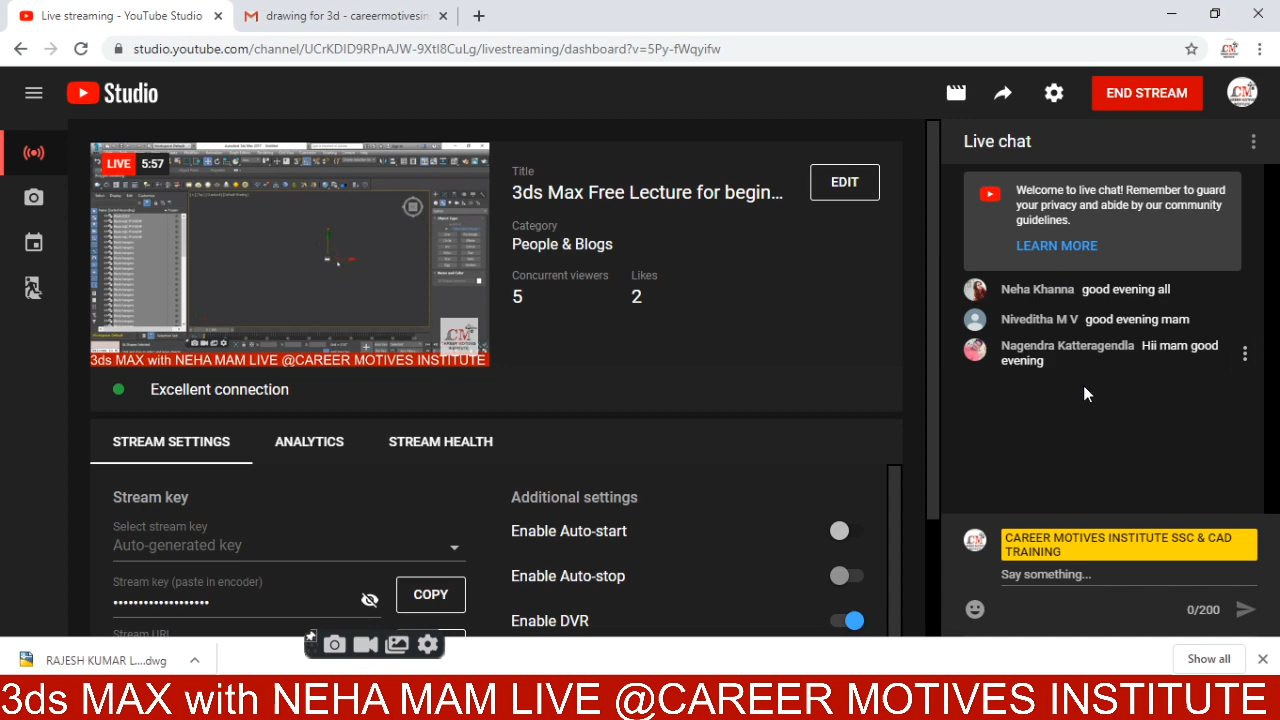 Live streaming - YouTube Studio
drawing for 3d - careermotivesin
studio.youtube.com/channel/UCrKDID9RPnAJW-9XtI8CuLg/livestreaming/dashboard?v=5Py-fWqyifw
Studio
END STREAM
CM
LIVE 5:57
CM
3ds MAX with NEHA MAM LIVE @CAREER MOTIVES INSTITUTE
Title
3ds Max Free Lecture for begin...
EDIT
Category
People & Blogs
Concurrent viewers
Likes
5
2
Excellent connection
STREAM SETTINGS
ANALYTICS
STREAM HEALTH
Stream key
Select stream key
Auto-generated key
Stream key (paste in encoder)
COPY
Stream URL
Additional settings
Enable Auto-start
Enable Auto-stop
Enable DVR
Live chat
Welcome to live chat! Remember to guard
your privacy and abide by our community
guidelines.
LEARN MORE
Neha Khanna good evening all
Niveditha M V good evening mam
Nagendra Katteragendla Hii mam good
evening
CAREER MOTIVES INSTITUTE SSC & CAD
TRAINING
Say something...
0/200
RAJESH KUMAR L....dwg
Show all
3ds MAX with NEHA MAM LIVE @CAREER MOTIVES INSTITUTE